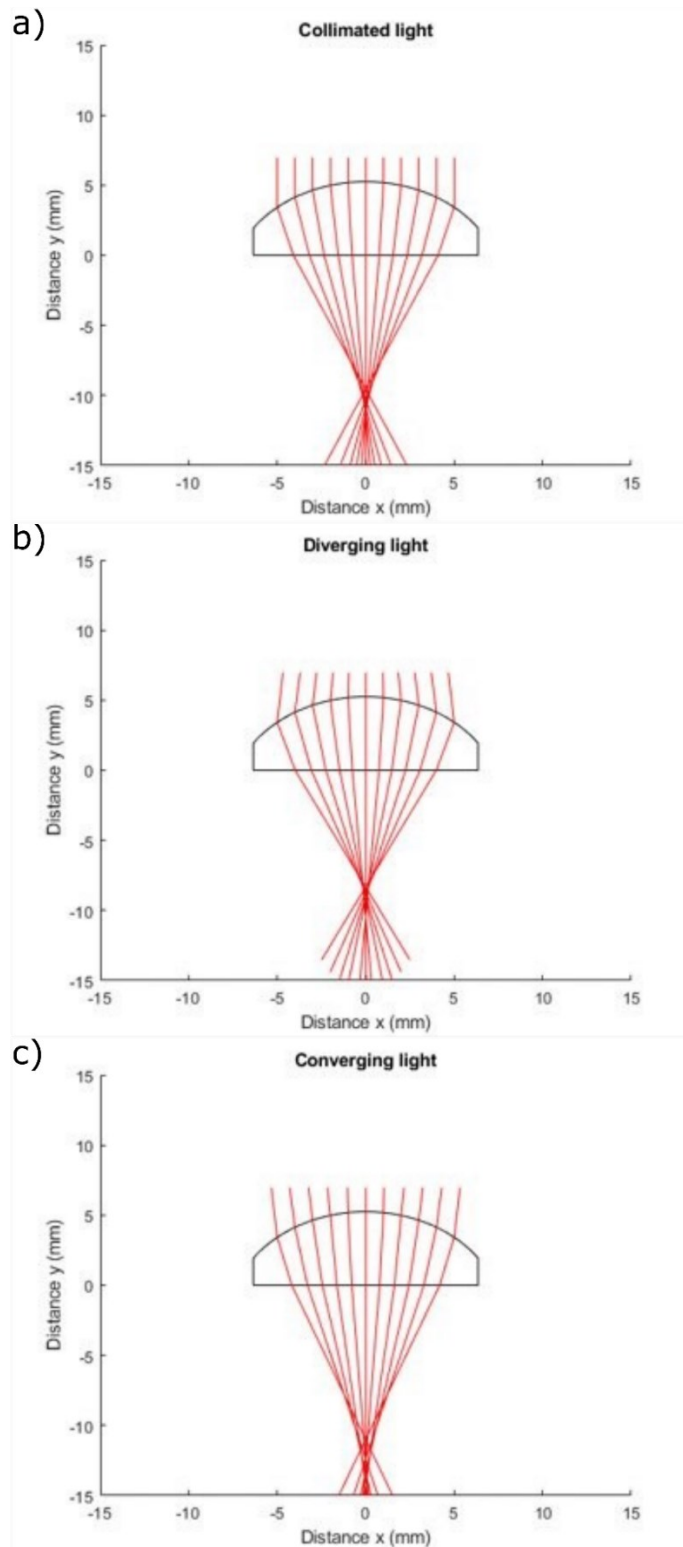 a)
Collimated light
15
10
5
0
-5
-10
-15
Distance y (mm)
-15 -10 -5 0 5 10 15
Distance x (mm)
b)
Diverging light
15
10
5
0
-5
-10
-15
Distance y (mm)
-15 -10 -5 0 5 10 15
Distance x (mm)
c)
Converging light
15
10
5
0
-5
-10
-15
Distance y (mm)
-15 -10 -5 0 5 10 15
Distance x (mm)